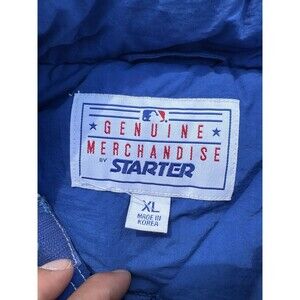 GENUINE
MERCHANDISE
BY STARTER
XL
MADE IN
KOREA